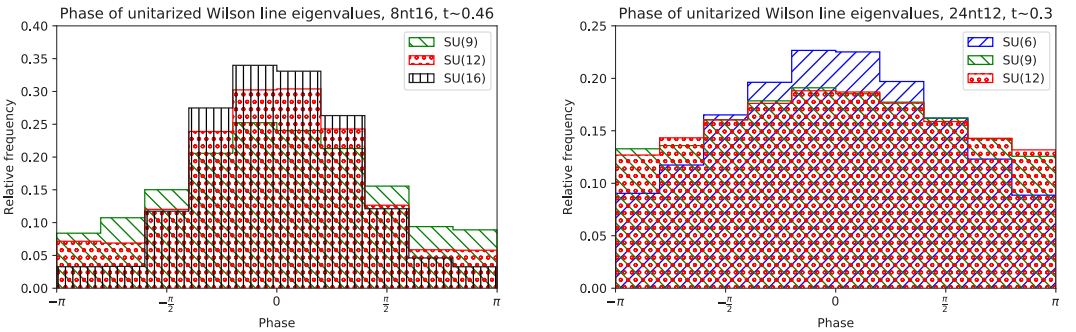 Phase of unitarized Wilson line eigenvalues, 8nt16, t~0.46
0.40
0.35
0.30
0.25
0.20
0.15
0.10
0.05
0.00
Relative frequency
SU(9)
SU(12)
SU(16)
−π
−π/2
0
π/2
π
Phase
Phase of unitarized Wilson line eigenvalues, 24nt12, t~0.3
0.25
0.20
0.15
0.10
0.05
0.00
Relative frequency
SU(6)
SU(9)
SU(12)
−π
−π/2
0
π/2
π
Phase